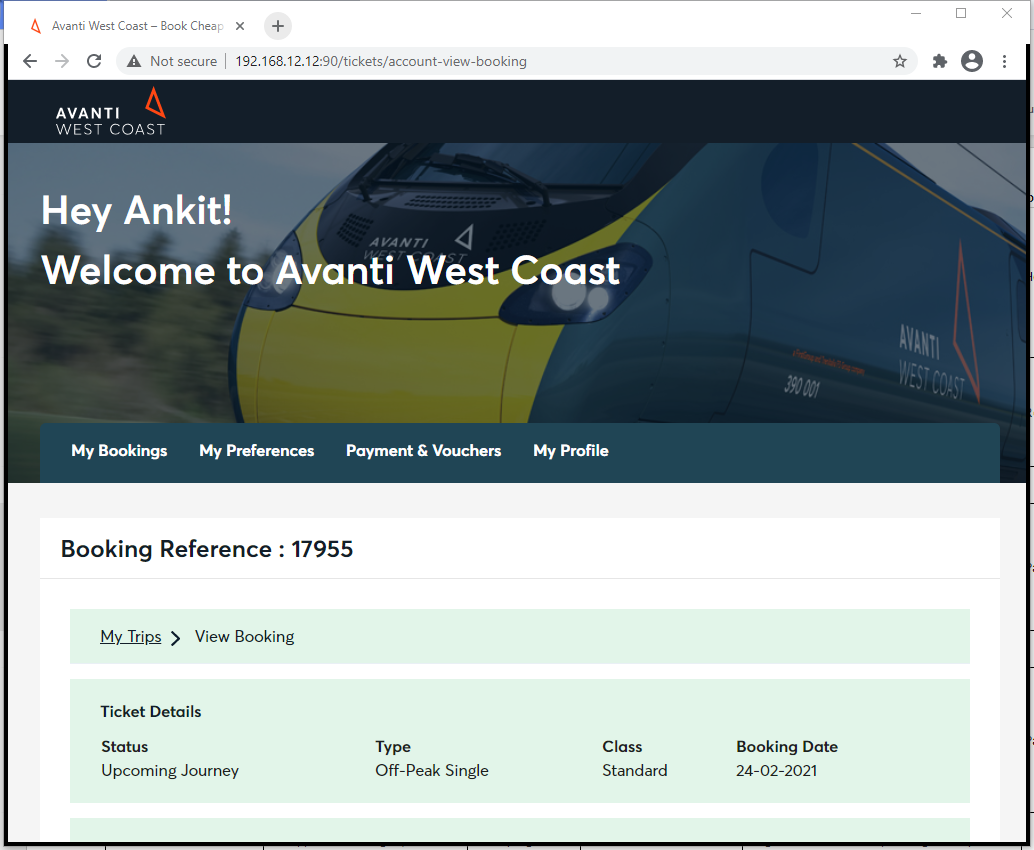 Avanti West Coast – Book Cheap
Not secure
192.168.12.12:90/tickets/account-view-booking
AVANTI
WEST COAST
Hey Ankit!
AVANTI
WEST COAST
Welcome to Avanti West Coast
AVANTI
WEST COAST
390 001
My Bookings
My Preferences
Payment & Vouchers
My Profile
Booking Reference : 17955
My Trips
View Booking
Ticket Details
Status
Type
Class
Booking Date
Upcoming Journey
Off-Peak Single
Standard
24-02-2021